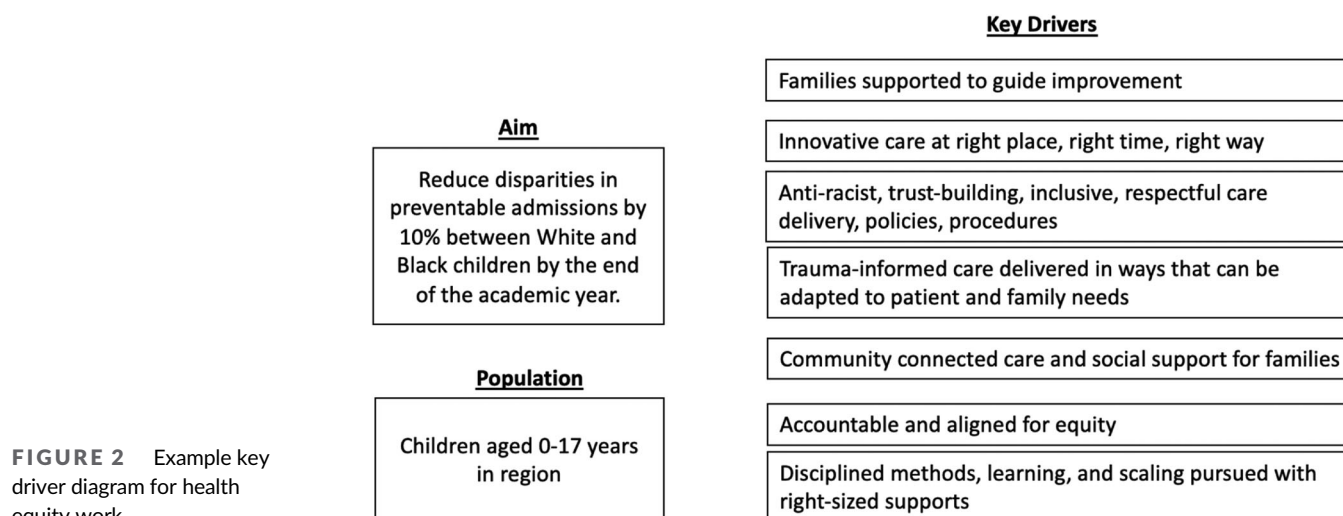 Key Drivers
Families supported to guide improvement
Aim
Innovative care at right place, right time, right way
Reduce disparities in
preventable admissions by
10% between White and
Black children by the end
of the academic year.
Anti-racist, trust-building, inclusive, respectful care
delivery, policies, procedures
Trauma-informed care delivered in ways that can be
adapted to patient and family needs
Community connected care and social support for families
Population
Children aged 0-17 years
in region
Accountable and aligned for equity
Disciplined methods, learning, and scaling pursued with
right-sized supports
FIGURE 2 Example key
driver diagram for health
equity work